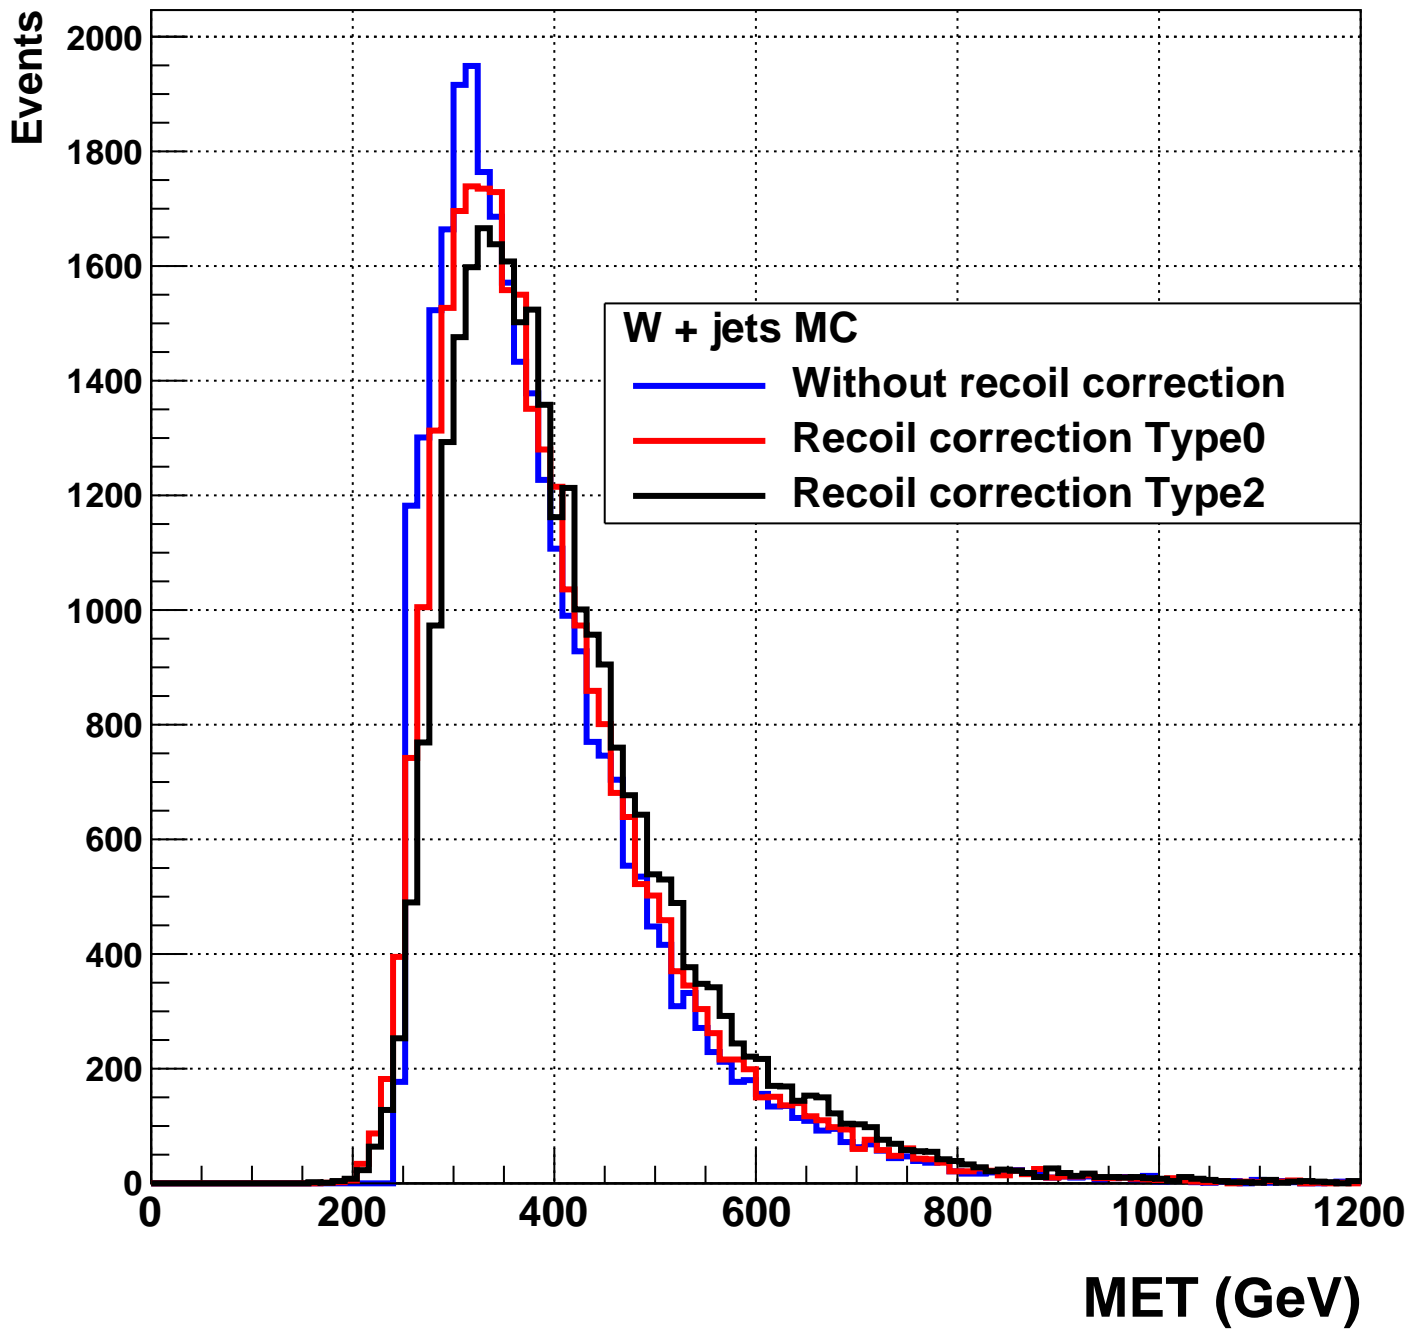 Events
2000
1800
1600
1400
1200
1000
800
600
400
200
0
W + jets MC
Without recoil correction
Recoil correction Type0
Recoil correction Type2
0 200 400 600 800 1000 1200
MET (GeV)